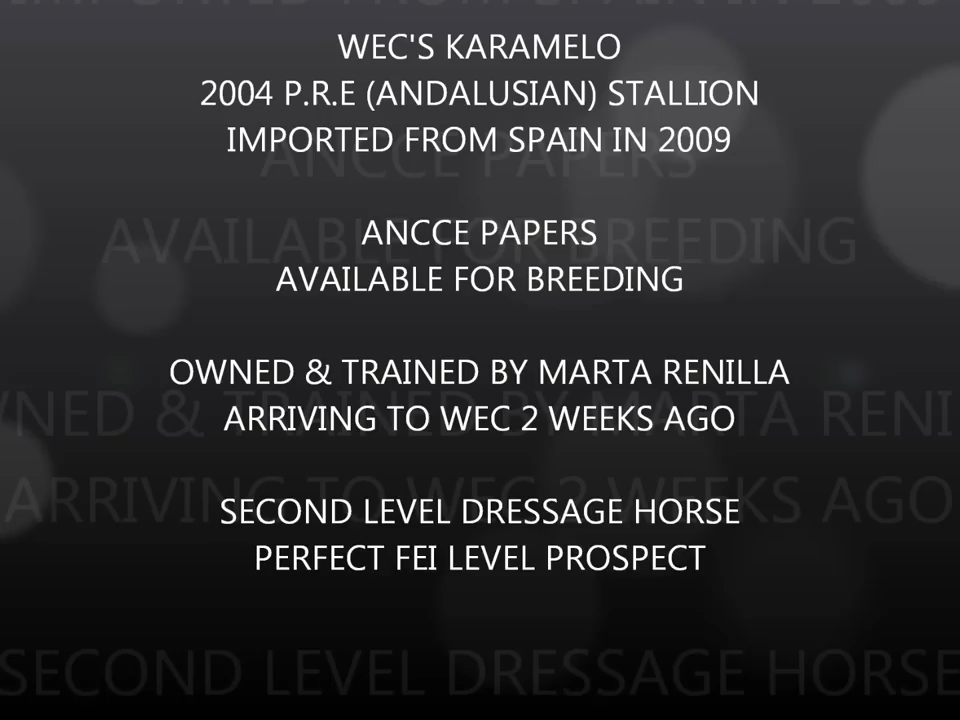 WEC'S KARAMELO
2004 P.R.E (ANDALUSIAN) STALLION
IMPORTED FROM SPAIN IN 2009
ANCCE PAPERS
AVAILABLE FOR BREEDING
OWNED & TRAINED BY MARTA RENILLA
ARRIVING TO WEC 2 WEEKS AGO
SECOND LEVEL DRESSAGE HORSE
PERFECT FEI LEVEL PROSPECT